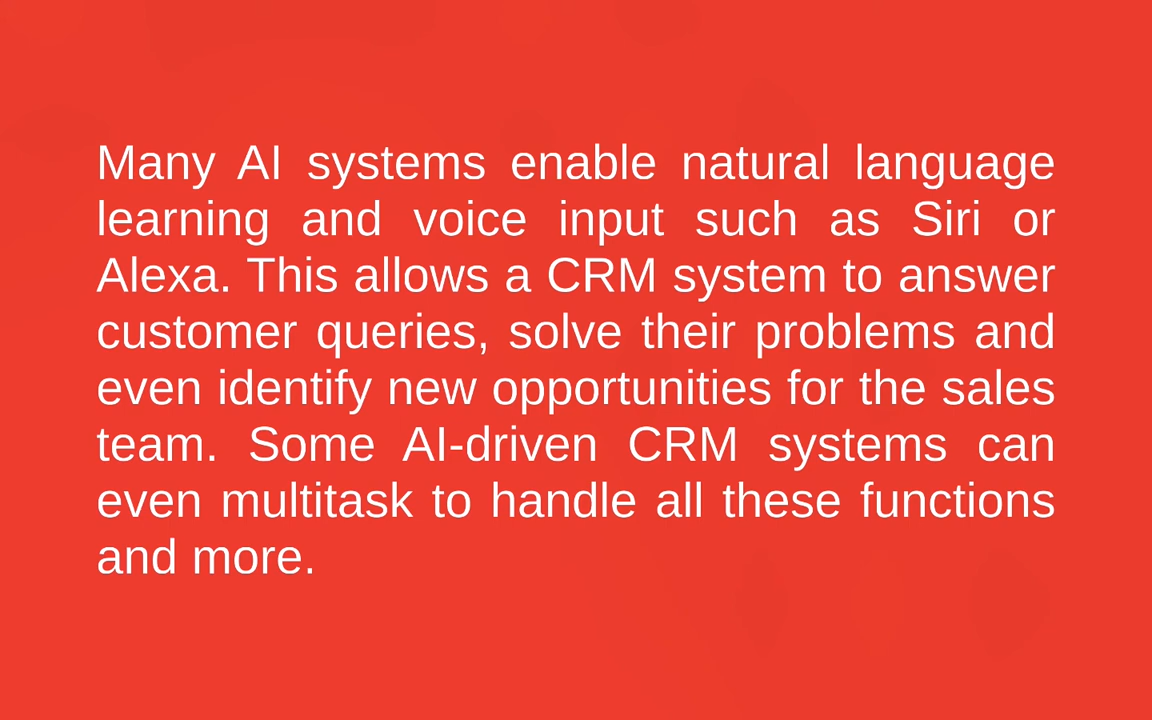 Many AI systems enable natural language
learning and voice input such as Siri or
Alexa. This allows a CRM system to answer
customer queries, solve their problems and
even identify new opportunities for the sales
team. Some AI-driven CRM systems can
even multitask to handle all these functions
and more.